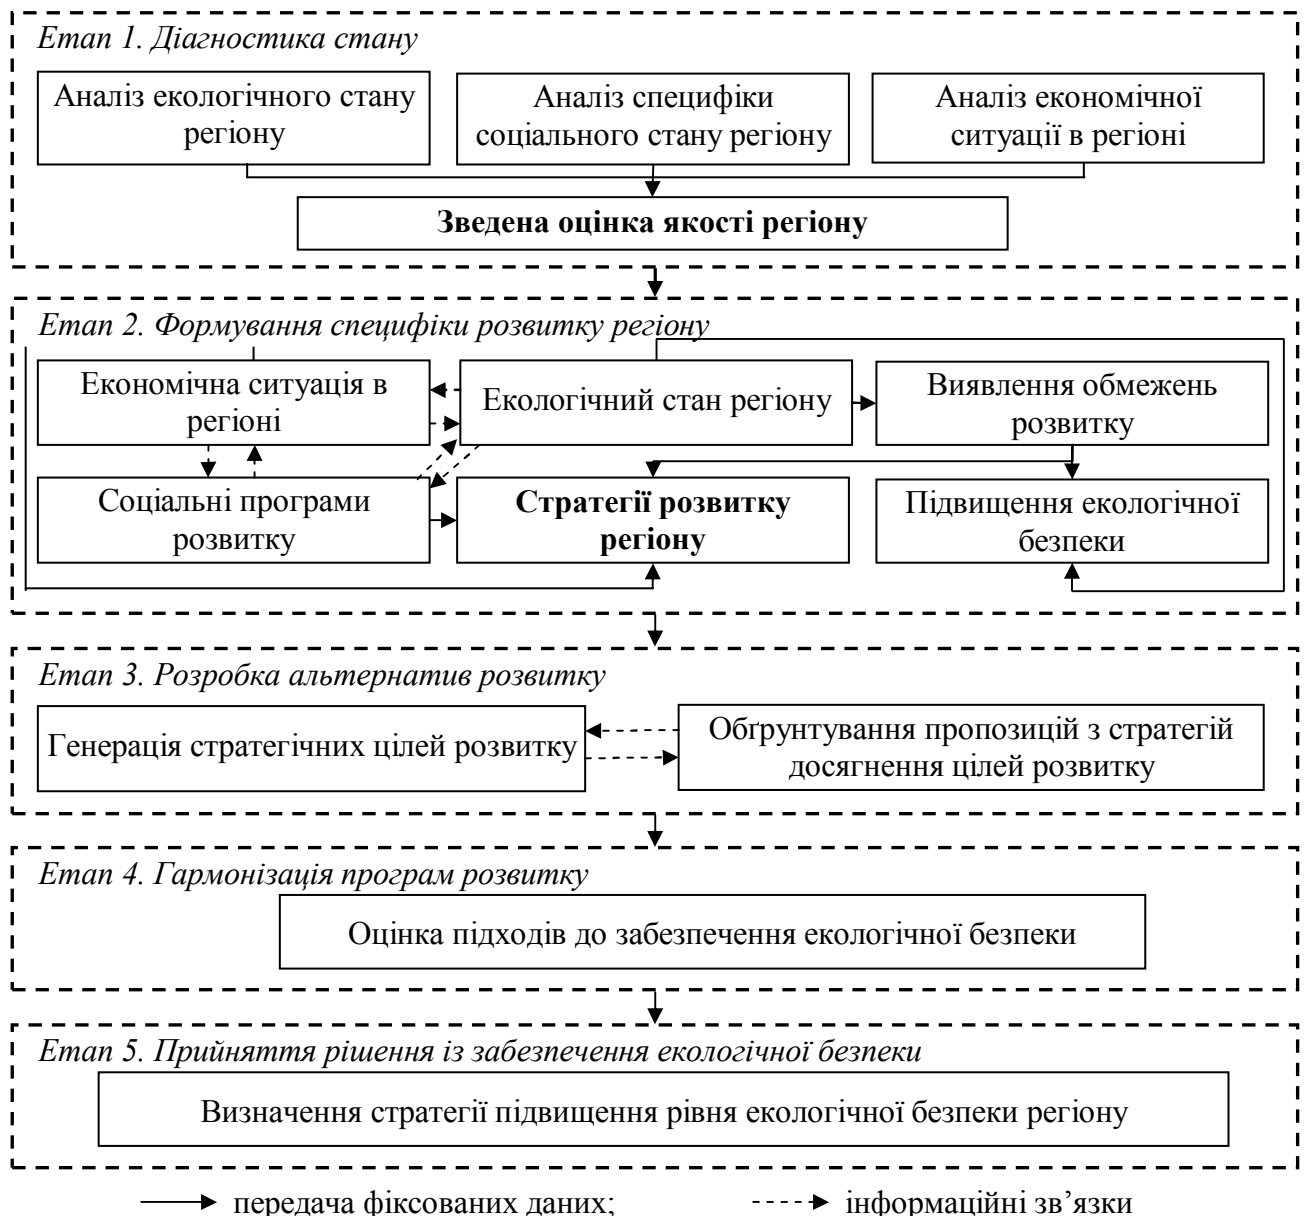 Етап 1. Діагностика стану
Аналіз екологічного стану
регіону
Аналіз специфіки
соціального стану регіону
Аналіз економічної
ситуації в регіоні
Зведена оцінка якості регіону
Етап 2. Формування специфіки розвитку регіону
Економічна ситуація в
регіоні
Екологічний стан регіону
Виявлення обмежень
розвитку
Соціальні програми
розвитку
Стратегії розвитку
регіону
Підвищення екологічної
безпеки
Етап 3. Розробка альтернатив розвитку
Генерація стратегічних цілей розвитку
Обґрунтування пропозицій з стратегій
досягнення цілей розвитку
Етап 4. Гармонізація програм розвитку
Оцінка підходів до забезпечення екологічної безпеки
Етап 5. Прийняття рішення із забезпечення екологічної безпеки
Визначення стратегії підвищення рівня екологічної безпеки регіону
передача фіксованих даних;
інформаційні зв’язки